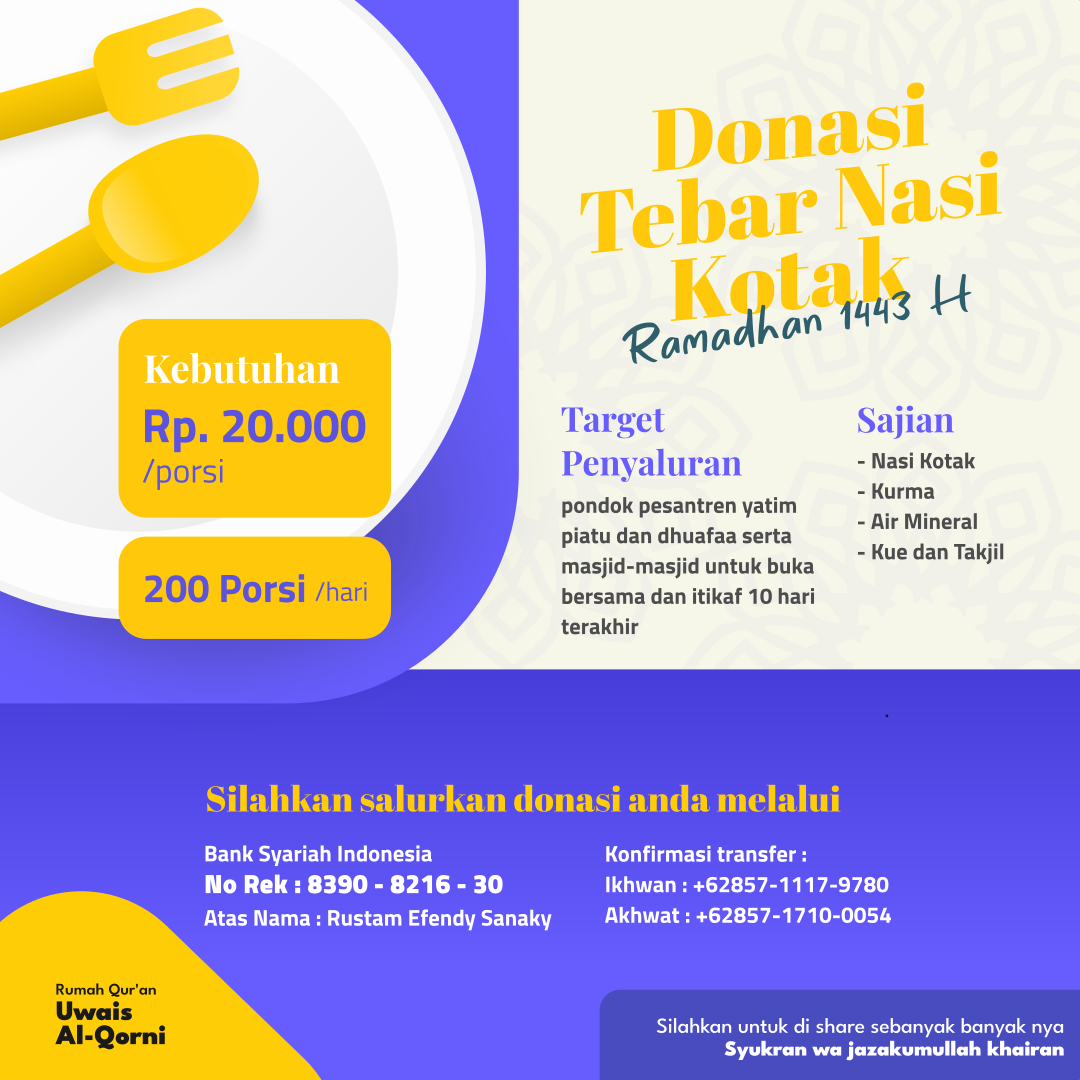 Donasi
Tebar Nasi
Kotak
Ramadhan 1443 H
Kebutuhan
Rp. 20.000
/porsi
200 Porsi /hari
Target
Penyaluran
pondok pesantren yatim
piatu dan dhuafaa serta
masjid-masjid untuk buka
bersama dan itikaf 10 hari
terakhir
Sajian
- Nasi Kotak
- Kurma
- Air Mineral
- Kue dan Takjil
Silahkan salurkan donasi anda melalui
Bank Syariah Indonesia
No Rek : 8390 - 8216 - 30
Atas Nama : Rustam Efendy Sanaky
Konfirmasi transfer :
Ikhwan : +62857-1117-9780
Akhwat : +62857-1710-0054
Rumah Qur'an
Uwais
Al-Qorni
Silahkan untuk di share sebanyak banyak nya
Syukran wa jazakumullah khairan